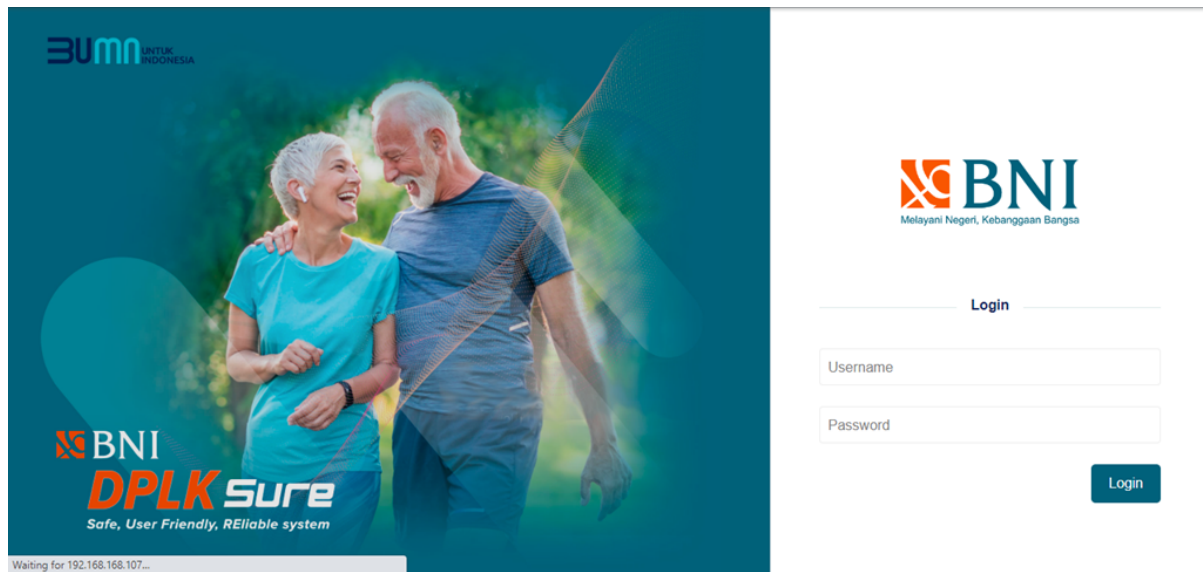 BUMN UNTUK
INDONESIA
BNI
DPLK Sure
Safe, User Friendly, REliable system
Waiting for 192.168.168.107...
BNI
Melayani Negeri, Kebanggaan Bangsa
Login
Username
Password
Login